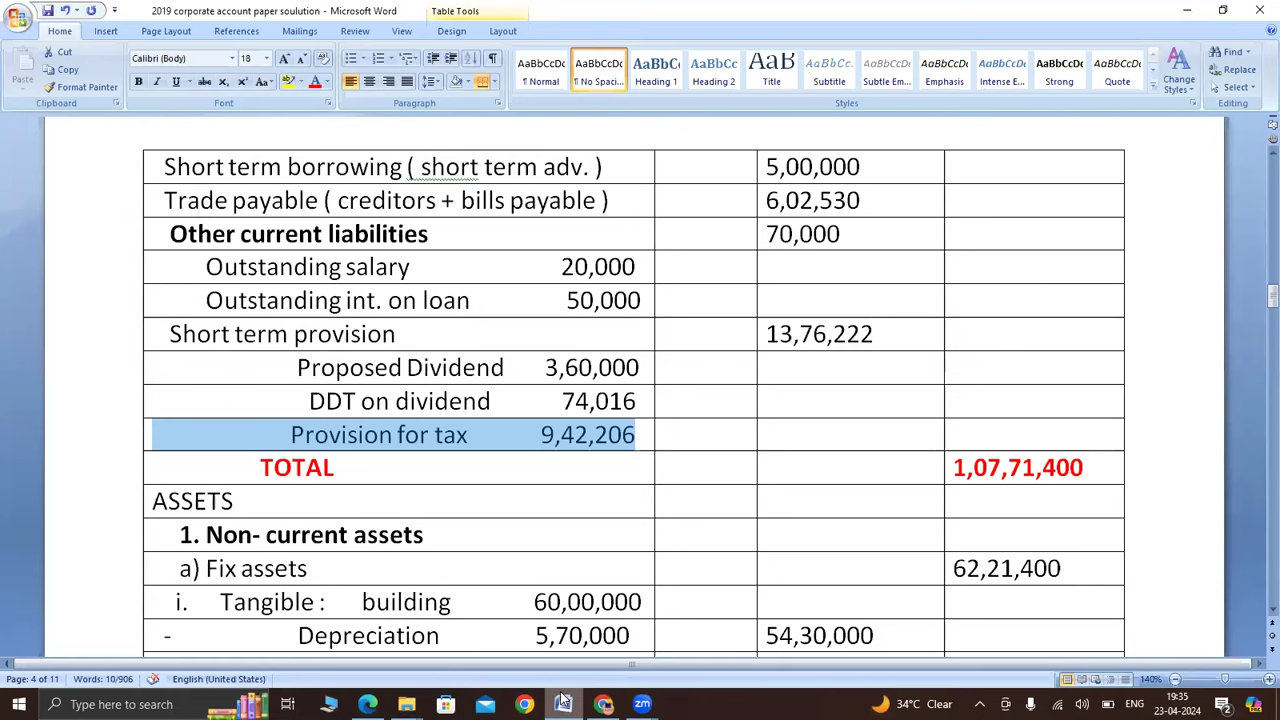 2019 corporate account paper soulution - Microsoft Word
Table Tools
Home Insert Page Layout References Mailings Review View Design Layout
Paste
Cut
Copy
Format Painter
Clipboard
Calibri (Body) 18
Font
Paragraph
AaBbCcDc AaBbCcDc AaBbCc AaBbCc AaB AaBbCc. AaBbCcDc AaBbCcDc AaBbCcDc AaBbCcDc AaBbCcDc
¶ Normal ¶ No Spaci... Heading 1 Heading 2 Title Subtitle Subtle Em... Emphasis Intense E... Strong Quote
Change Styles
Styles
Find
Replace
Select
Editing
Short term borrowing ( short term adv. ) 5,00,000
Trade payable ( creditors + bills payable ) 6,02,530
Other current liabilities 70,000
Outstanding salary 20,000
Outstanding int. on loan 50,000
Short term provision 13,76,222
Proposed Dividend 3,60,000
DDT on dividend 74,016
Provision for tax 9,42,206
TOTAL 1,07,71,400
ASSETS
1. Non- current assets
a) Fix assets 62,21,400
i. Tangible : building 60,00,000
- Depreciation 5,70,000 54,30,000
Page: 4 of 11 Words: 10/906 English (United States) 140%
Type here to search
34°C Clear
19:35
23-04-2024
2